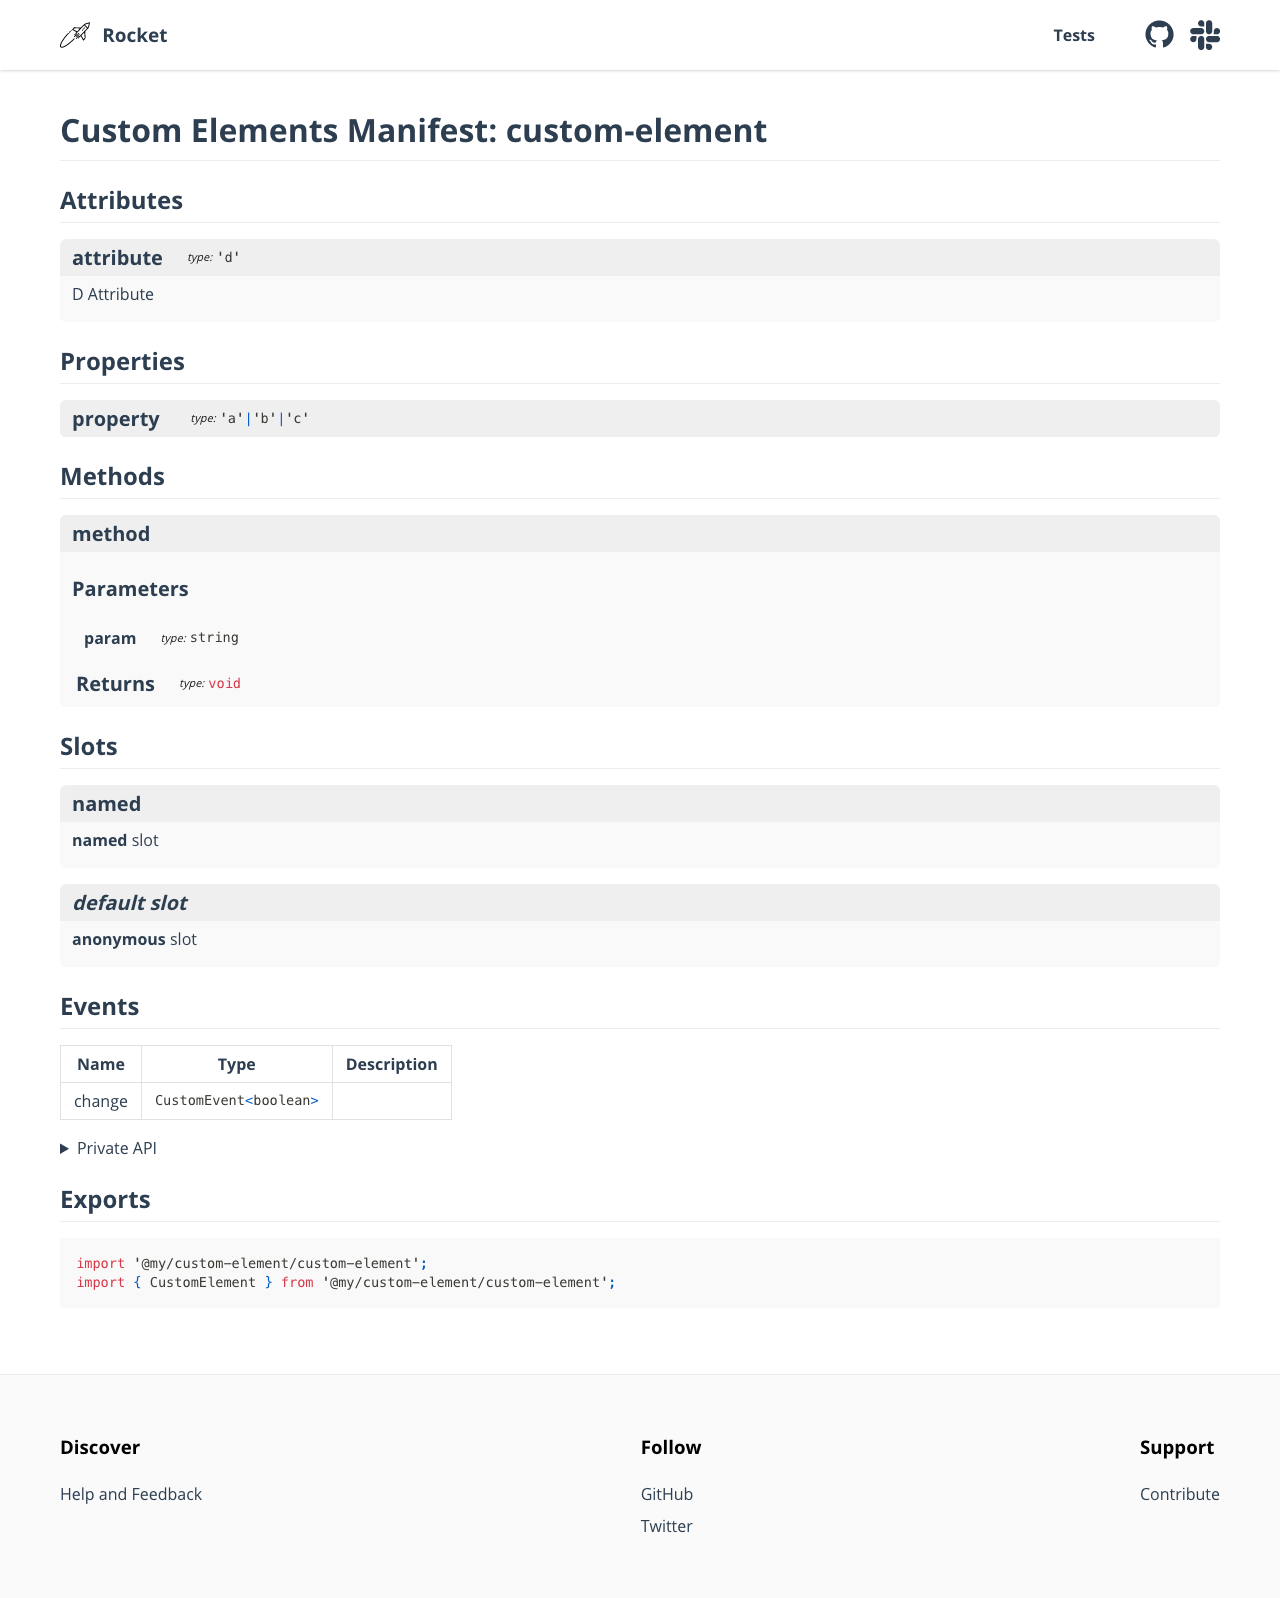 Rocket
Tests
Custom Elements Manifest: custom-element
Attributes
attribute type: 'd'
D Attribute
Properties
property type: 'a'|'b'|'c'
Methods
method
Parameters
param type: string
Returns type: void
Slots
named
named slot
default slot
anonymous slot
Events
Name Type Description
change CustomEvent<boolean>
Private API
Exports
import '@my/custom-element/custom-element';
import { CustomElement } from '@my/custom-element/custom-element';
Discover Follow Support
Help and Feedback GitHub Contribute
Twitter